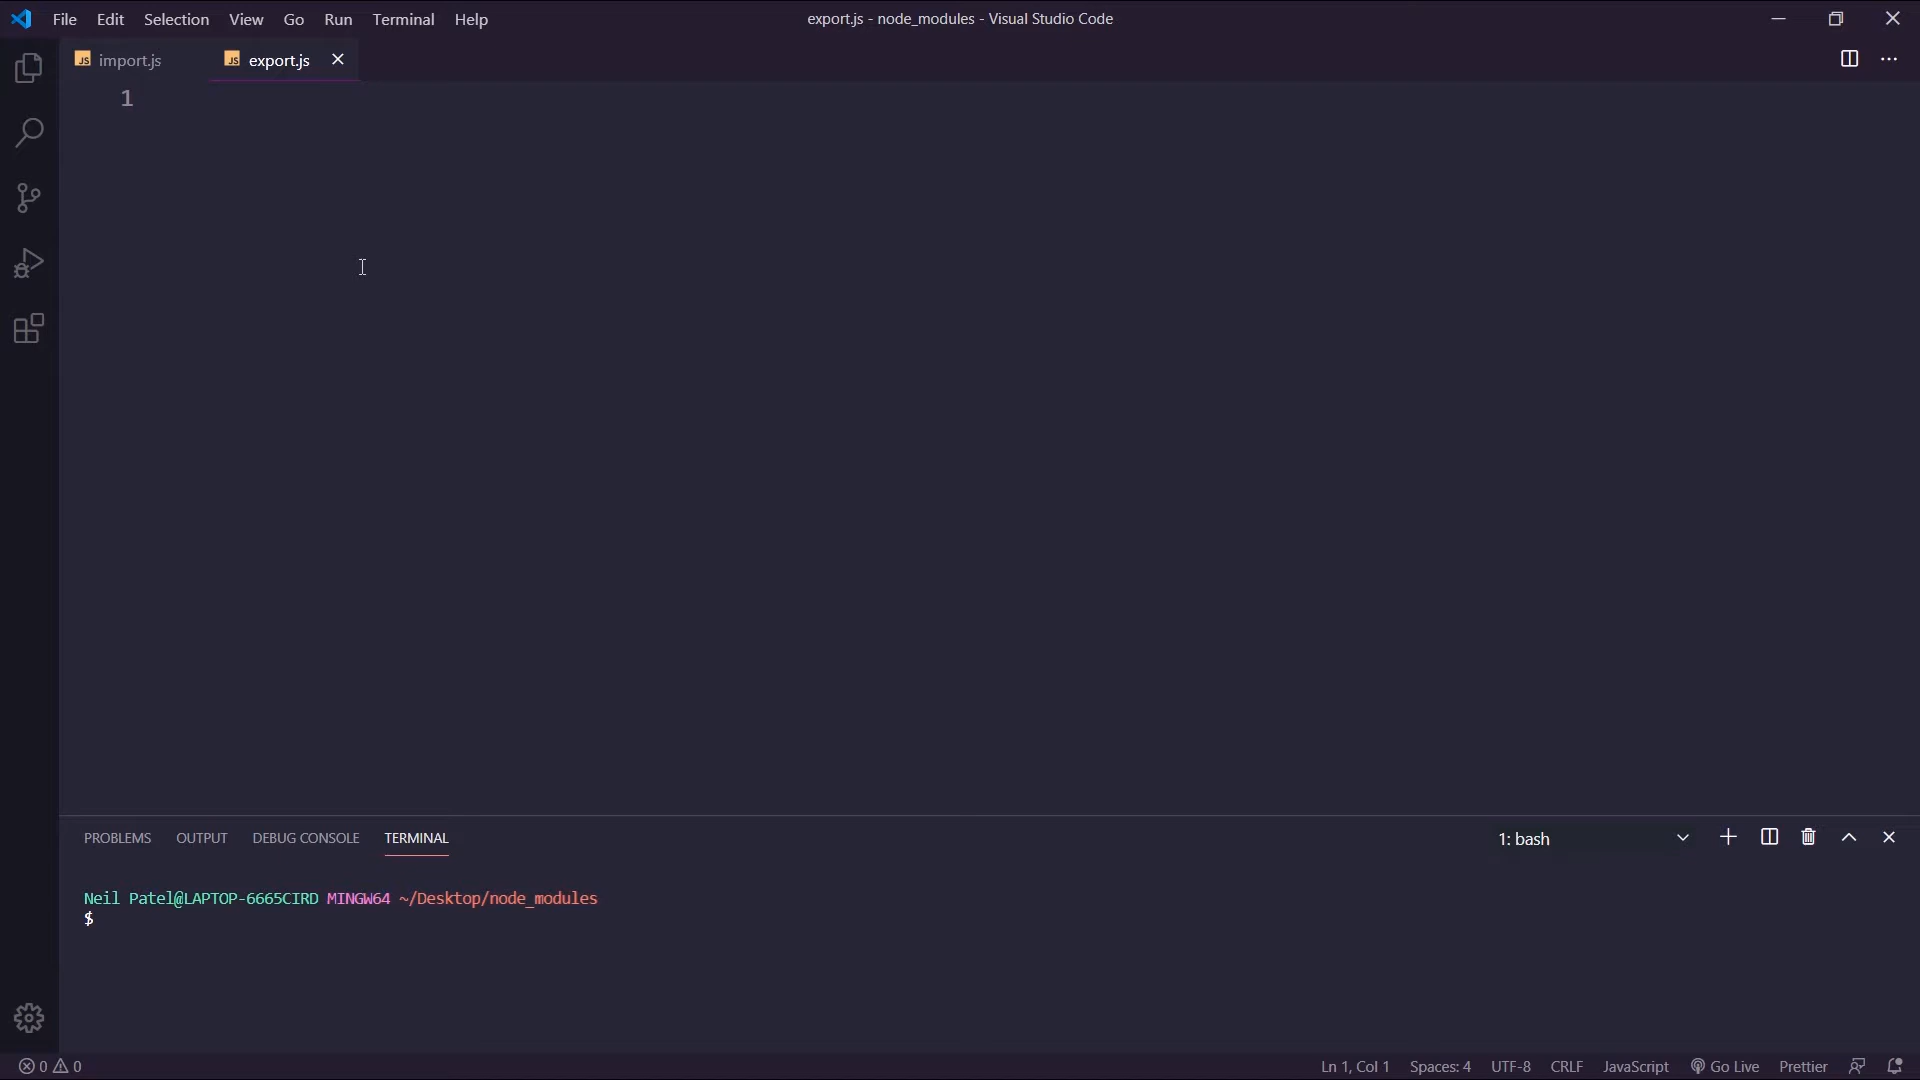 File Edit Selection View Go Run Terminal Help
export.js - node_modules - Visual Studio Code
JS import.js
JS export.js
1
PROBLEMS OUTPUT DEBUG CONSOLE TERMINAL
1: bash
Neil Patel@LAPTOP-6665CIRD MINGW64 ~/Desktop/node_modules
$
0 0
Ln 1, Col 1 Spaces: 4 UTF-8 CRLF JavaScript Go Live Prettier